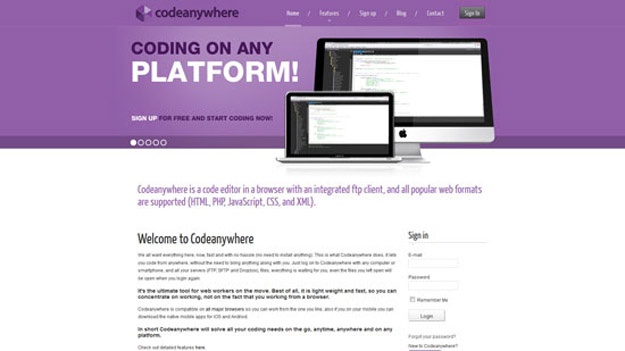 codeanywhere
Home / Features / Sign up / Blog / Contact Sign In
CODING ON ANY
PLATFORM!
SIGN UP FOR FREE AND START CODING NOW!
Codeanywhere is a code editor in a browser with an integrated ftp client, and all popular web formats
are supported (HTML, PHP, JavaScript, CSS, and XML).
Welcome to Codeanywhere
We all want everything here, now, fast and with no hassle (no need to install anything). This is what Codeanywhere does, it lets
you code from anywhere, without the need to bring anything along with you. Just log on to Codeanywhere with any computer or
smartphone, and all your servers (FTP, SFTP and Dropbox), files, everything is waiting for you, even the files you left open will
be open when you login again.
It's the ultimate tool for web workers on the move. Best of all, it is light weight and fast, so you can
concentrate on working, not on the fact that you working from a browser.
Codeanywhere is compatible on all major browsers so you can work from the one you like, also if you on your mobile you can
download the native mobile apps for iOS and Android.
In short Codeanywhere will solve all your coding needs on the go, anytime, anywhere and on any
platform.
Check out detailed features here.
Sign in
E-mail
Password
Remember Me
Login
Forgot your password?
New to Codeanywhere?